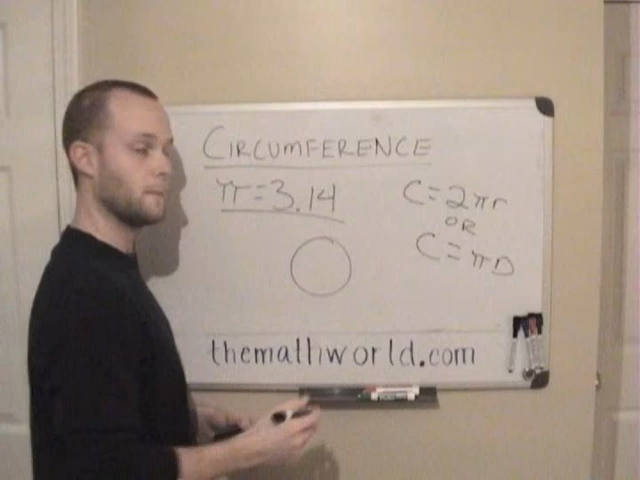 CIRCUMFERENCE
π=3.14
C=2πr
OR
C=πD
themathworld.com